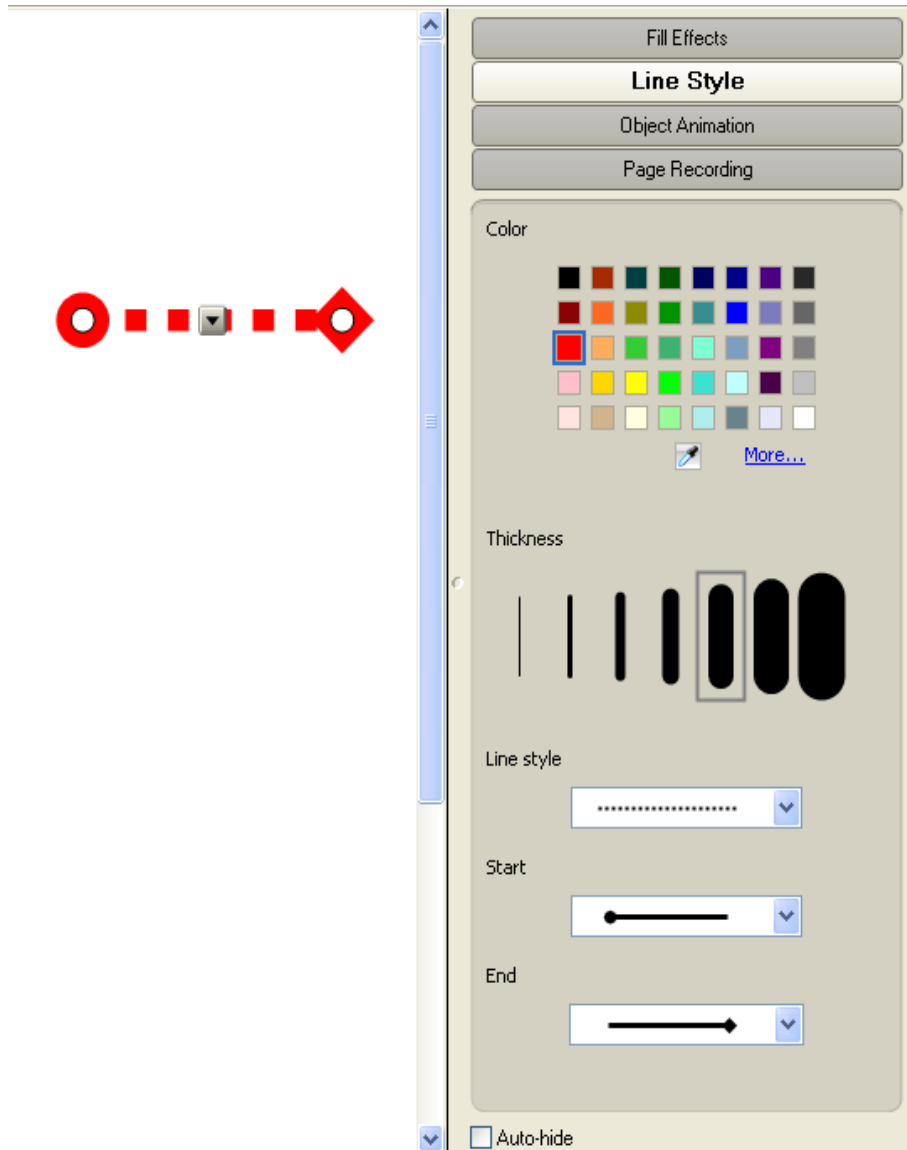 Fill Effects
Line Style
Object Animation
Page Recording
Color
More...
Thickness
Line style
Start
End
Auto-hide